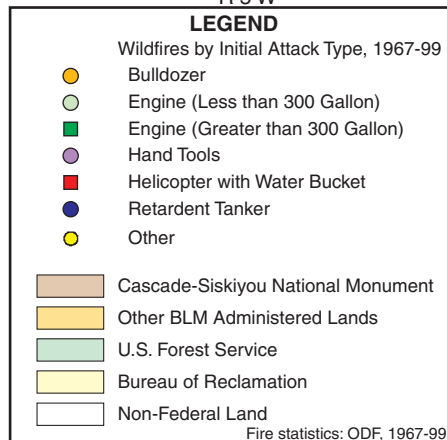 R 3 W
LEGEND
Wildfires by Initial Attack Type, 1967-99
Bulldozer
Engine (Less than 300 Gallon)
Engine (Greater than 300 Gallon)
Hand Tools
Helicopter with Water Bucket
Retardent Tanker
Other
Cascade-Siskiyou National Monument
Other BLM Administered Lands
U.S. Forest Service
Bureau of Reclamation
Non-Federal Land
Fire statistics: ODF, 1967-99